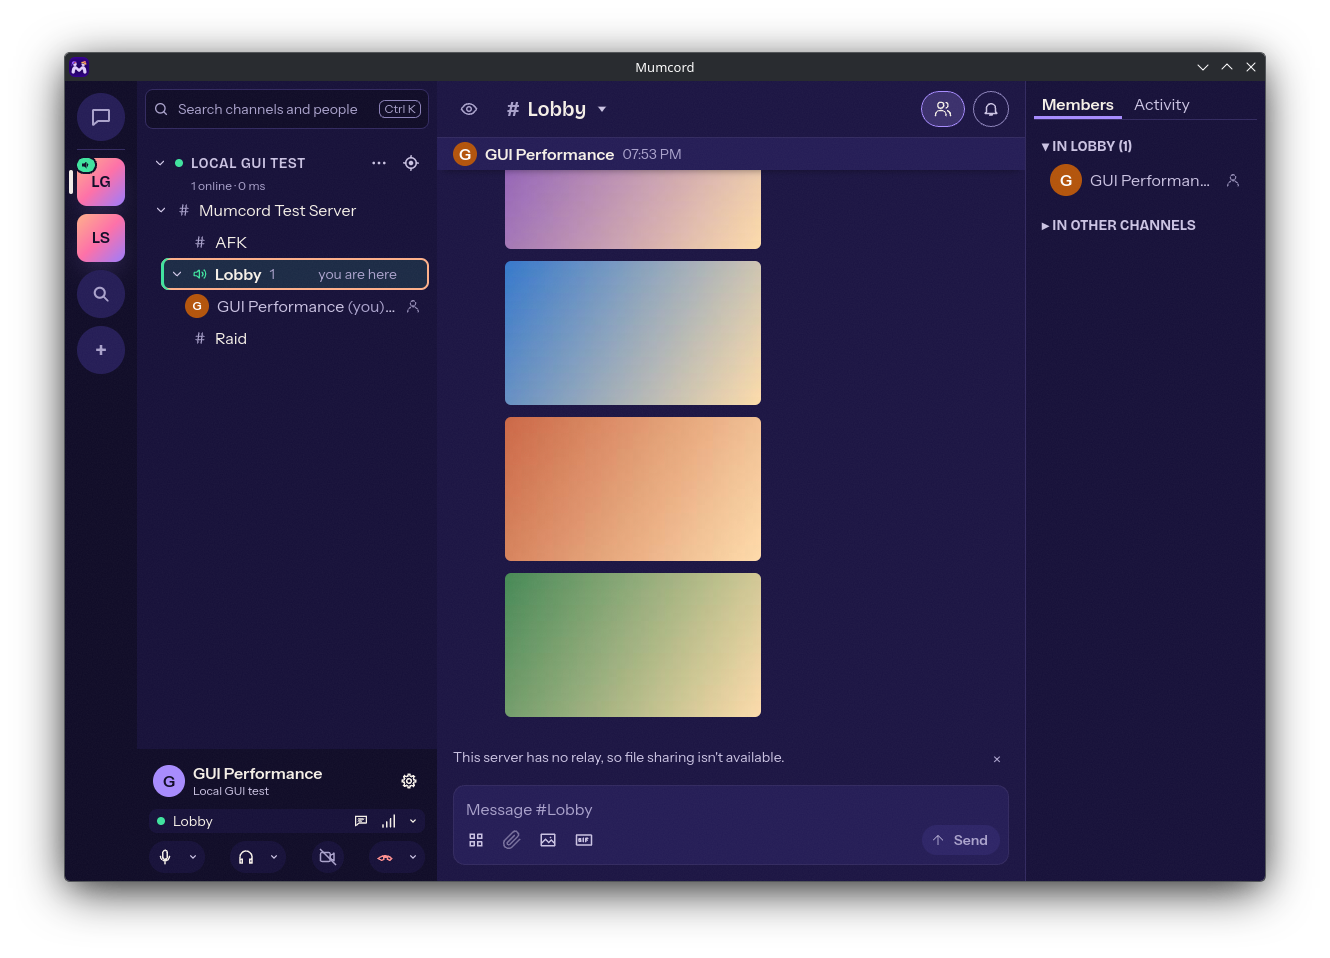 Mumcord
LG
LS
+
Search channels and people
Ctrl K
LOCAL GUI TEST
1 online · 0 ms
# Mumcord Test Server
# AFK
Lobby 1 you are here
G GUI Performance (you)...
# Raid
G GUI Performance
Local GUI test
Lobby
# Lobby
G GUI Performance 07:53 PM
This server has no relay, so file sharing isn't available.
×
Message #Lobby
GIF
Send
Members Activity
IN LOBBY (1)
G GUI Performan...
IN OTHER CHANNELS